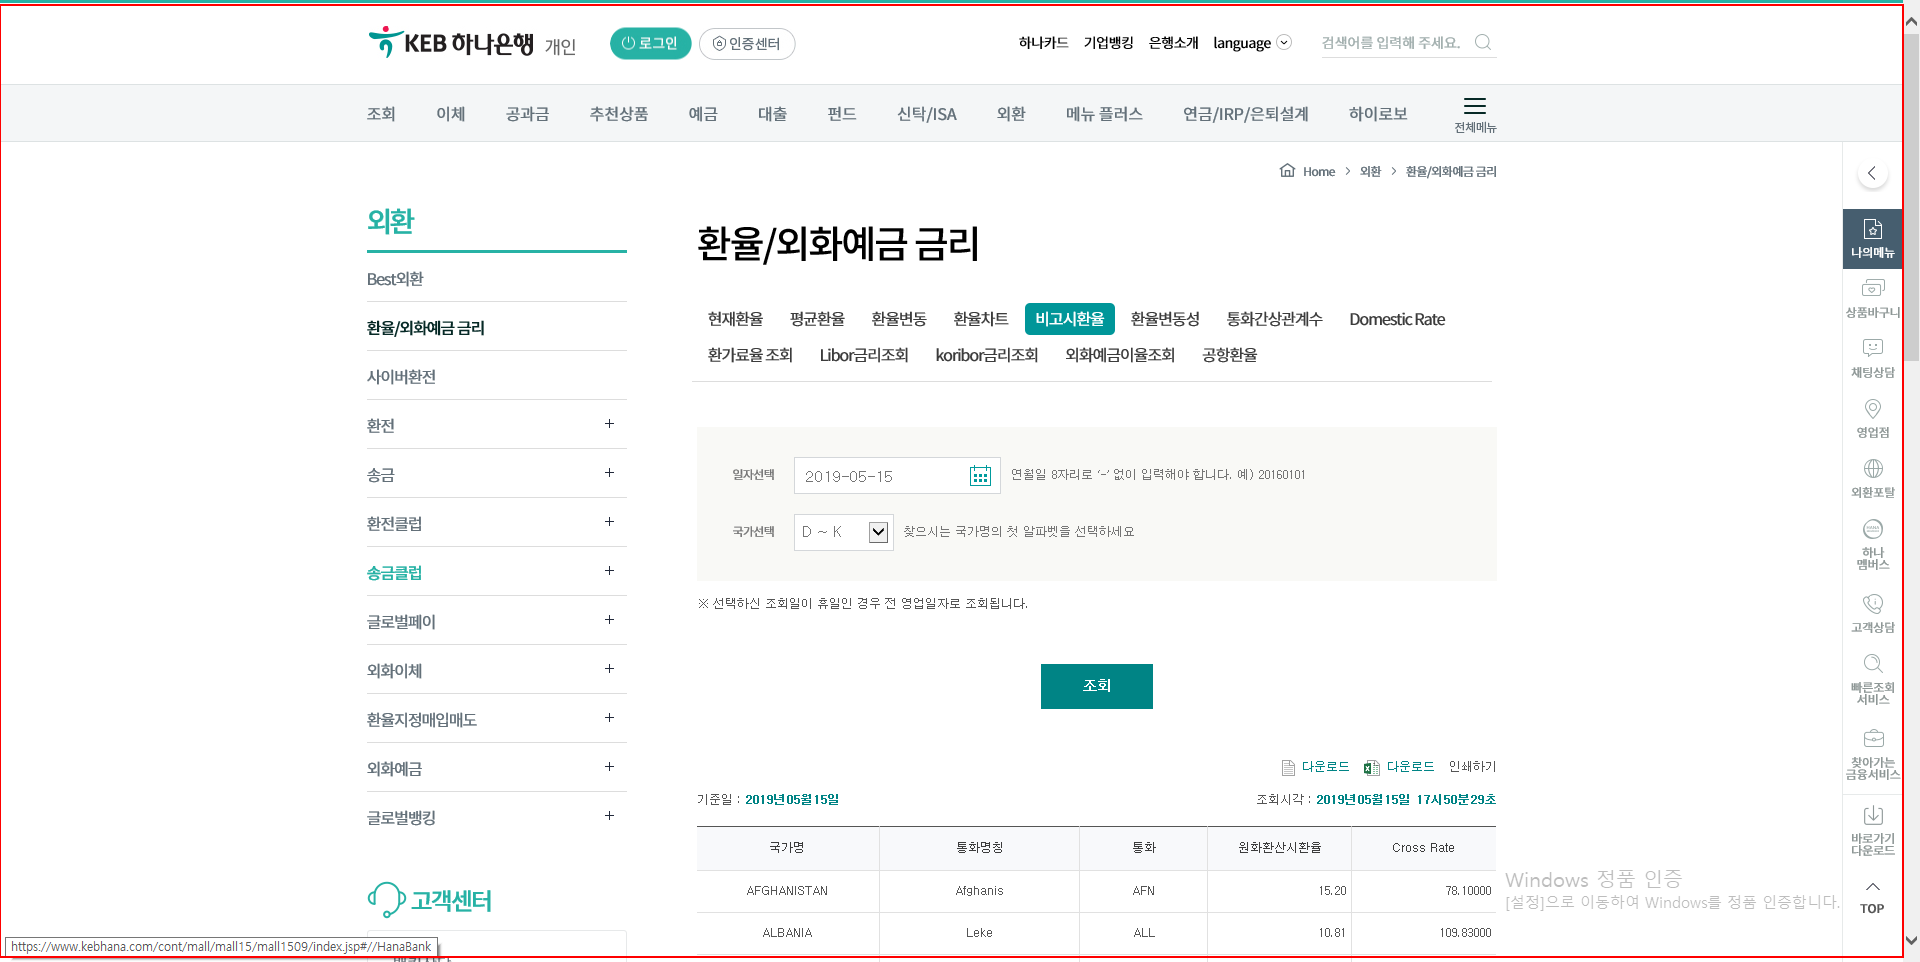 KEB 하나은행 개인 로그인 인증센터 하나카드 기업뱅킹 은행소개 language 검색어를 입력해 주세요.
조회 이체 공과금 추천상품 예금 대출 펀드 신탁/ISA 외환 메뉴 플러스 연금/IRP/은퇴설계 하이로보 전체메뉴
Home > 외환 > 환율/외화예금 금리
외환
Best외환
환율/외화예금 금리
사이버환전
환전 +
송금 +
환전클럽 +
송금클럽 +
글로벌페이 +
외화이체 +
환율지정매입매도 +
외화예금 +
글로벌뱅킹 +
고객센터
환율/외화예금 금리
현재환율 평균환율 환율변동 환율차트 비고시환율 환율변동성 통화간상관계수 Domestic Rate
환가료율 조회 Libor금리조회 koribor금리조회 외화예금이율조회 공항환율
일자선택 2019-05-15 연월일 8자리로 '-' 없이 입력해야 합니다. 예) 20160101
국가선택 D ~ K 찾으시는 국가명의 첫 알파벳을 선택하세요
※ 선택하신 조회일이 휴일인 경우 전 영업일자로 조회됩니다.
조회
다운로드 다운로드 인쇄하기
기준일 : 2019년05월15일 조회시각 : 2019년05월15일 17시50분29초
국가명 통화명칭 통화 원화환산시환율 Cross Rate
AFGHANISTAN Afghanis AFN 15.20 78.10000
ALBANIA Leke ALL 10.81 109.83000
나의메뉴
상품바구니
채팅상담
영업점
외환포탈
HANA
하나
멤버스
고객상담
빠른조회
서비스
찾아가는
금융서비스
바로가기
다운로드
TOP
Windows 정품 인증
[설정]으로 이동하여 Windows를 정품 인증합니다.
https://www.kebhana.com/cont/mall/mall15/mall1509/index.jsp#//HanaBank